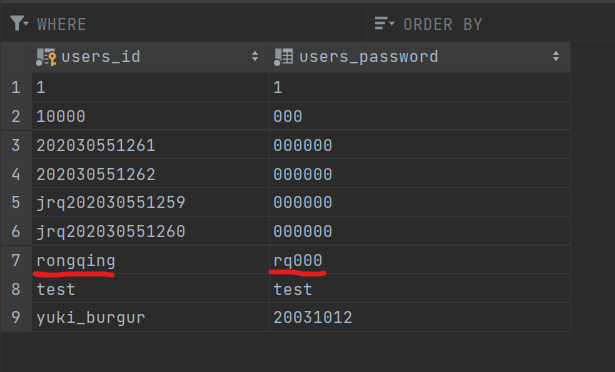 WHERE ORDER BY
users_id users_password
1 1 1
2 10000 000
3 202030551261 000000
4 202030551262 000000
5 jrq202030551259 000000
6 jrq202030551260 000000
7 rongqing rq000
8 test test
9 yuki_burgur 20031012